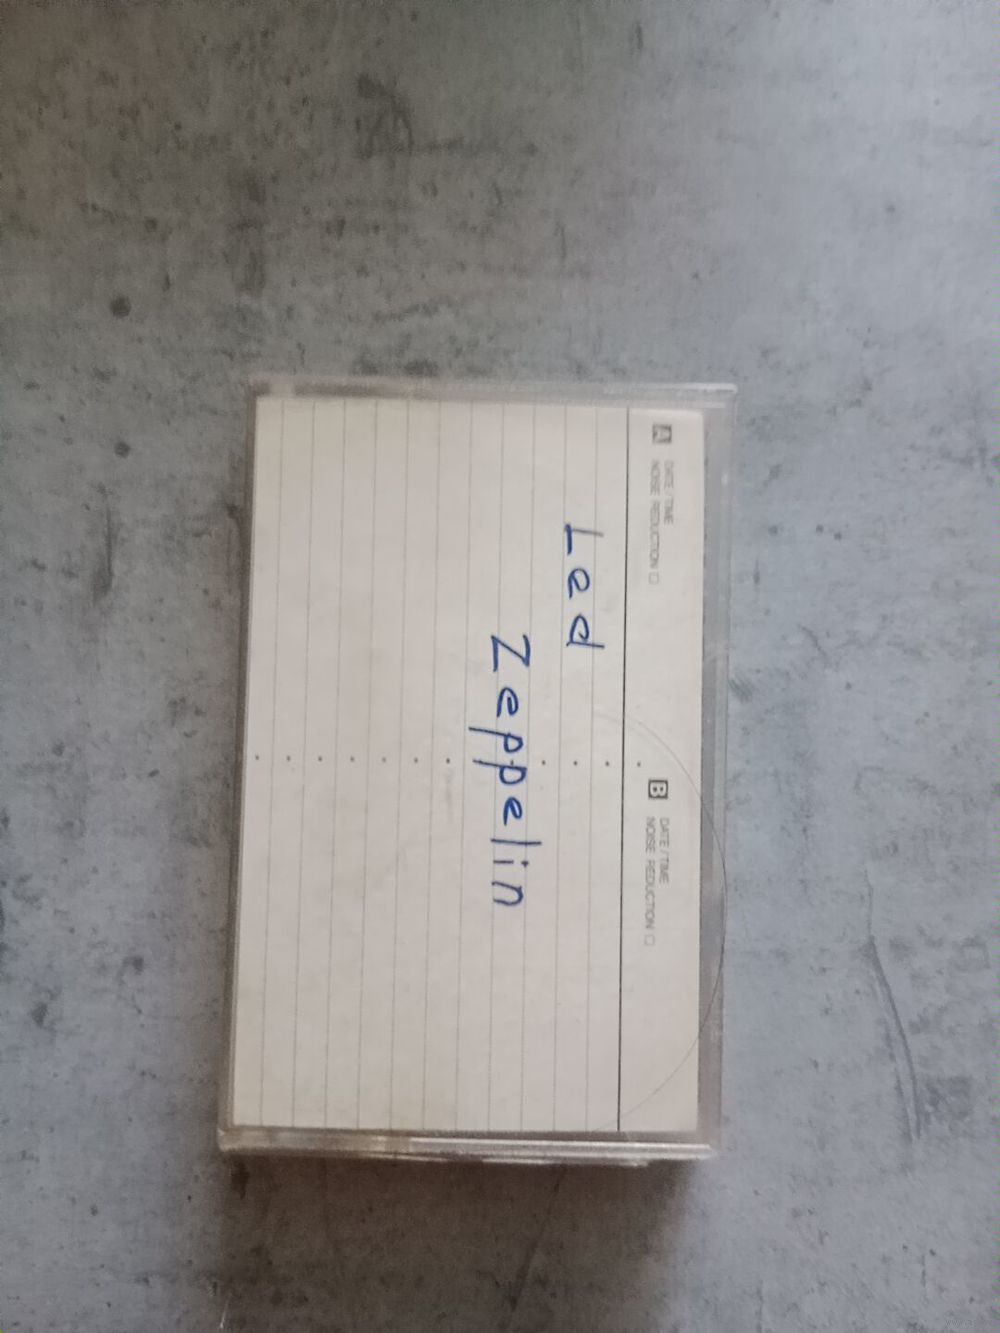 A DATE / TIME
NOISE REDUCTION
B DATE / TIME
NOISE REDUCTION
Led
Zeppelin